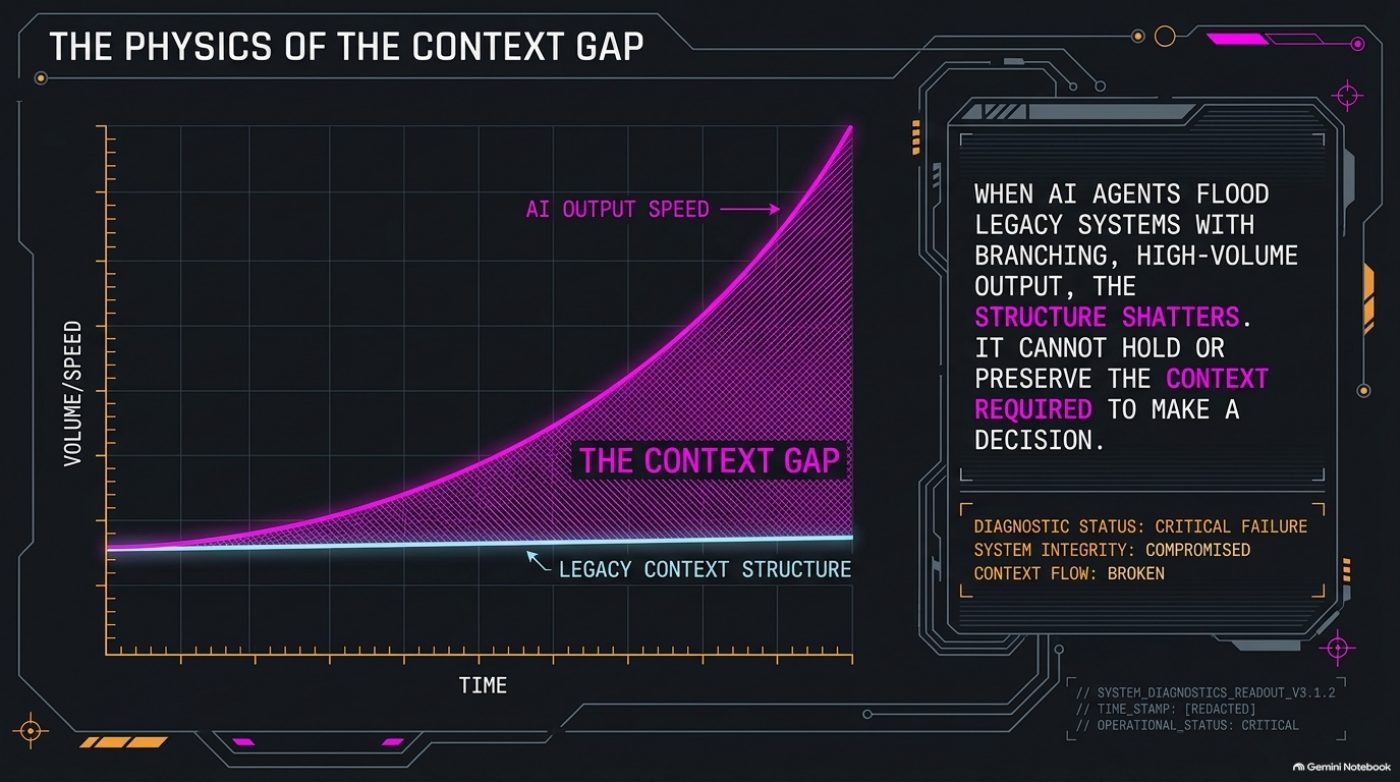 THE PHYSICS OF THE CONTEXT GAP
VOLUME/SPEED
AI OUTPUT SPEED
THE CONTEXT GAP
LEGACY CONTEXT STRUCTURE
TIME
WHEN AI AGENTS FLOOD
LEGACY SYSTEMS WITH
BRANCHING, HIGH-VOLUME
OUTPUT, THE
STRUCTURE SHATTERS.
IT CANNOT HOLD OR
PRESERVE THE CONTEXT
REQUIRED TO MAKE A
DECISION.
DIAGNOSTIC STATUS: CRITICAL FAILURE
SYSTEM INTEGRITY: COMPROMISED
CONTEXT FLOW: BROKEN
// SYSTEM_DIAGNOSTICS_READOUT_V3.1.2
// TIME_STAMP: [REDACTED]
// OPERATIONAL_STATUS: CRITICAL
Gemini Notebook